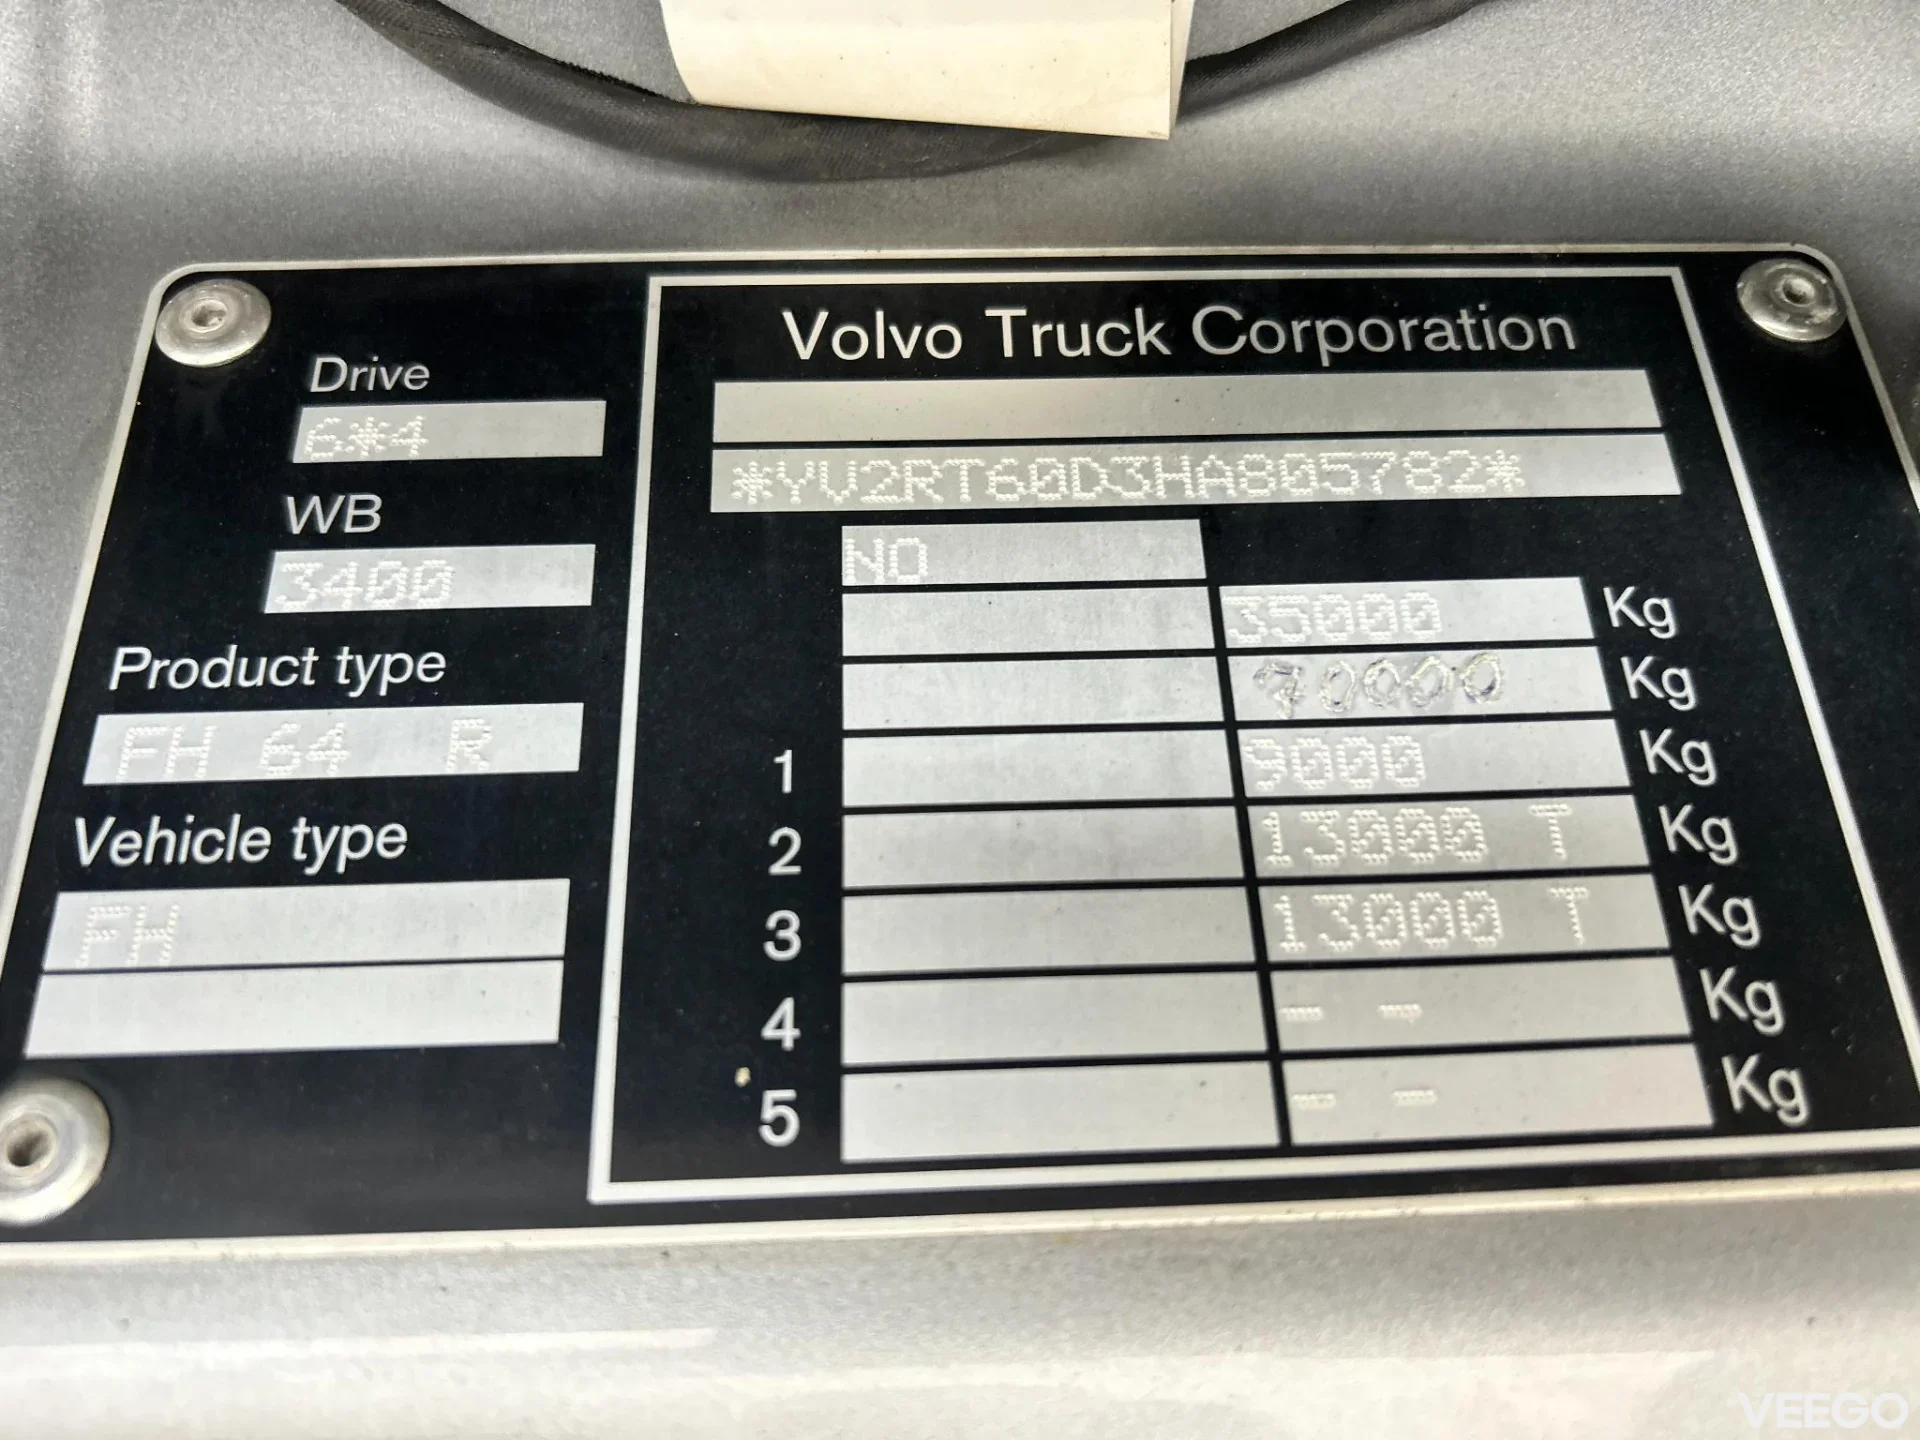 Drive
6*4
WB
3400
Product type
FH 64 R
Vehicle type
FH
Volvo Truck Corporation
*YV2RT60D3HA805782*
NO
35000 Kg
70000 Kg
1 9000 Kg
2 13000 T Kg
3 13000 T Kg
4 - - Kg
5 - - Kg
VEEGO